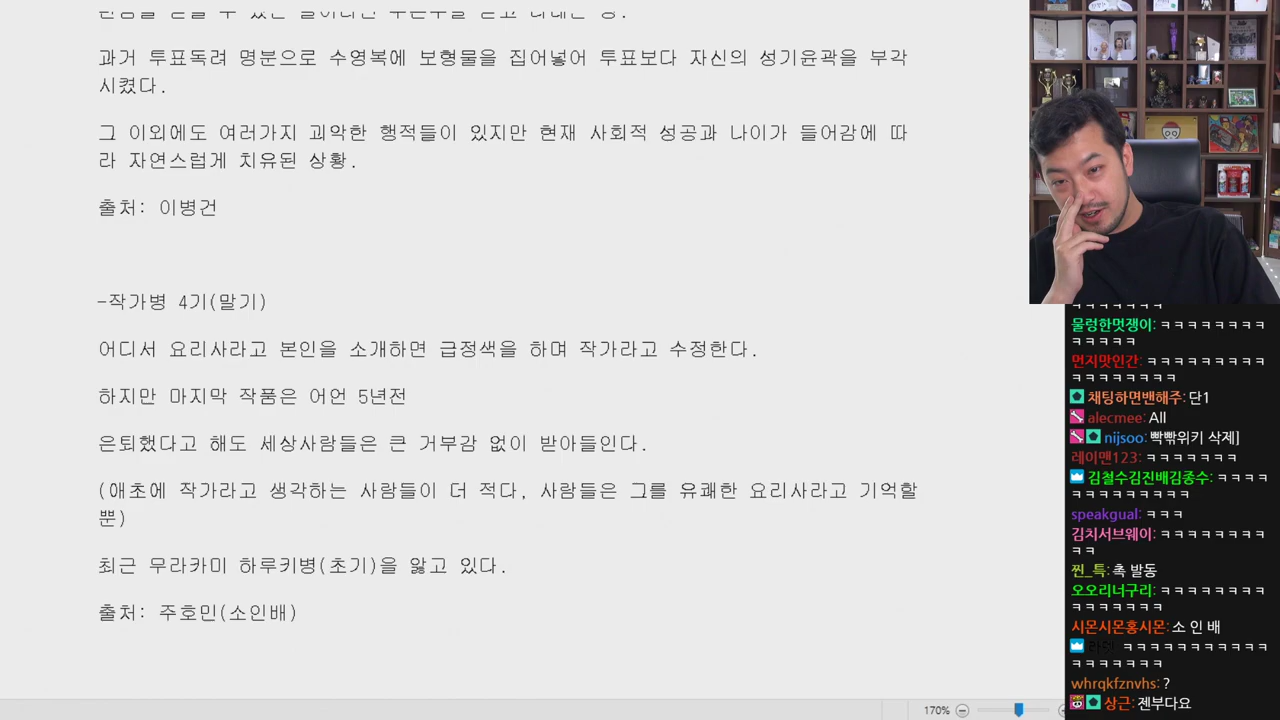 과거 투표독려 명분으로 수영복에 보형물을 집어넣어 투표보다 자신의 성기윤곽을 부각
시켰다.
그 이외에도 여러가지 괴악한 행적들이 있지만 현재 사회적 성공과 나이가 들어감에 따
라 자연스럽게 치유된 상황.
출처: 이병건
-작가병 4기(말기)
어디서 요리사라고 본인을 소개하면 급정색을 하며 작가라고 수정한다.
하지만 마지막 작품은 어언 5년전
은퇴했다고 해도 세상사람들은 큰 거부감 없이 받아들인다.
(애초에 작가라고 생각하는 사람들이 더 적다, 사람들은 그를 유쾌한 요리사라고 기억할
뿐)
최근 무라카미 하루키병(초기)을 앓고 있다.
출처: 주호민(소인배)
170%
물렁한멋쟁이: ㅋㅋㅋㅋㅋㅋㅋㅋ
ㅋㅋㅋㅋㅋ
먼지맛인간: ㅋㅋㅋㅋㅋㅋㅋㅋㅋ
ㅋㅋㅋㅋㅋㅋㅋㅋ
채팅하면밴해주: 단1
alecmee: All
nijsoo: 빡빢위키 삭제]
레이맨123: ㅋㅋㅋㅋㅋㅋㅋ
김철수김진배김종수: ㅋㅋㅋㅋ
ㅋㅋㅋㅋㅋㅋㅋㅋㅋ
speakgual: ㅋㅋㅋ
김치서브웨이: ㅋㅋㅋㅋㅋㅋㅋㅋ
ㅋㅋ
찐_특: 촉 발동
오오리너구리: ㅋㅋㅋㅋㅋㅋㅋㅋ
ㅋㅋㅋㅋㅋㅋㅋ
시몬시몬홍시몬: 소 인 배
ㅋㅋㅋㅋㅋㅋㅋㅋㅋㅋㅋ
ㅋㅋㅋㅋㅋㅋㅋ
whrqkfznvhs: ?
상근: 젠부다요